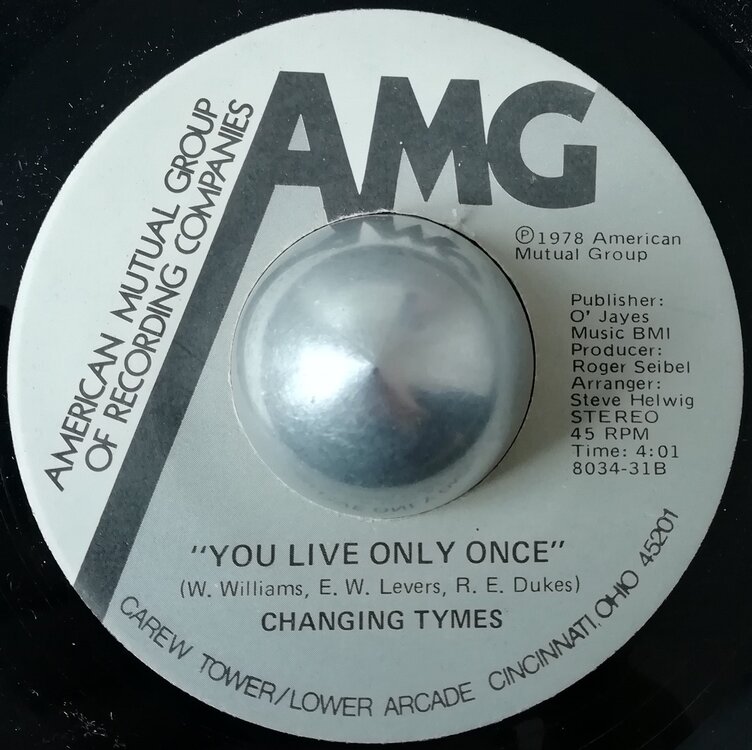 AMERICAN MUTUAL GROUP
OF RECORDING COMPANIES
AMG
Ⓟ1978 American
Mutual Group
Publisher:
O' Jayes
Music BMI
Producer:
Roger Seibel
Arranger:
Steve Helwig
STEREO
45 RPM
Time: 4:01
8034-31B
"YOU LIVE ONLY ONCE"
(W. Williams, E. W. Levers, R. E. Dukes)
CHANGING TYMES
CAREW TOWER/LOWER ARCADE CINCINNATI, OHIO 45201